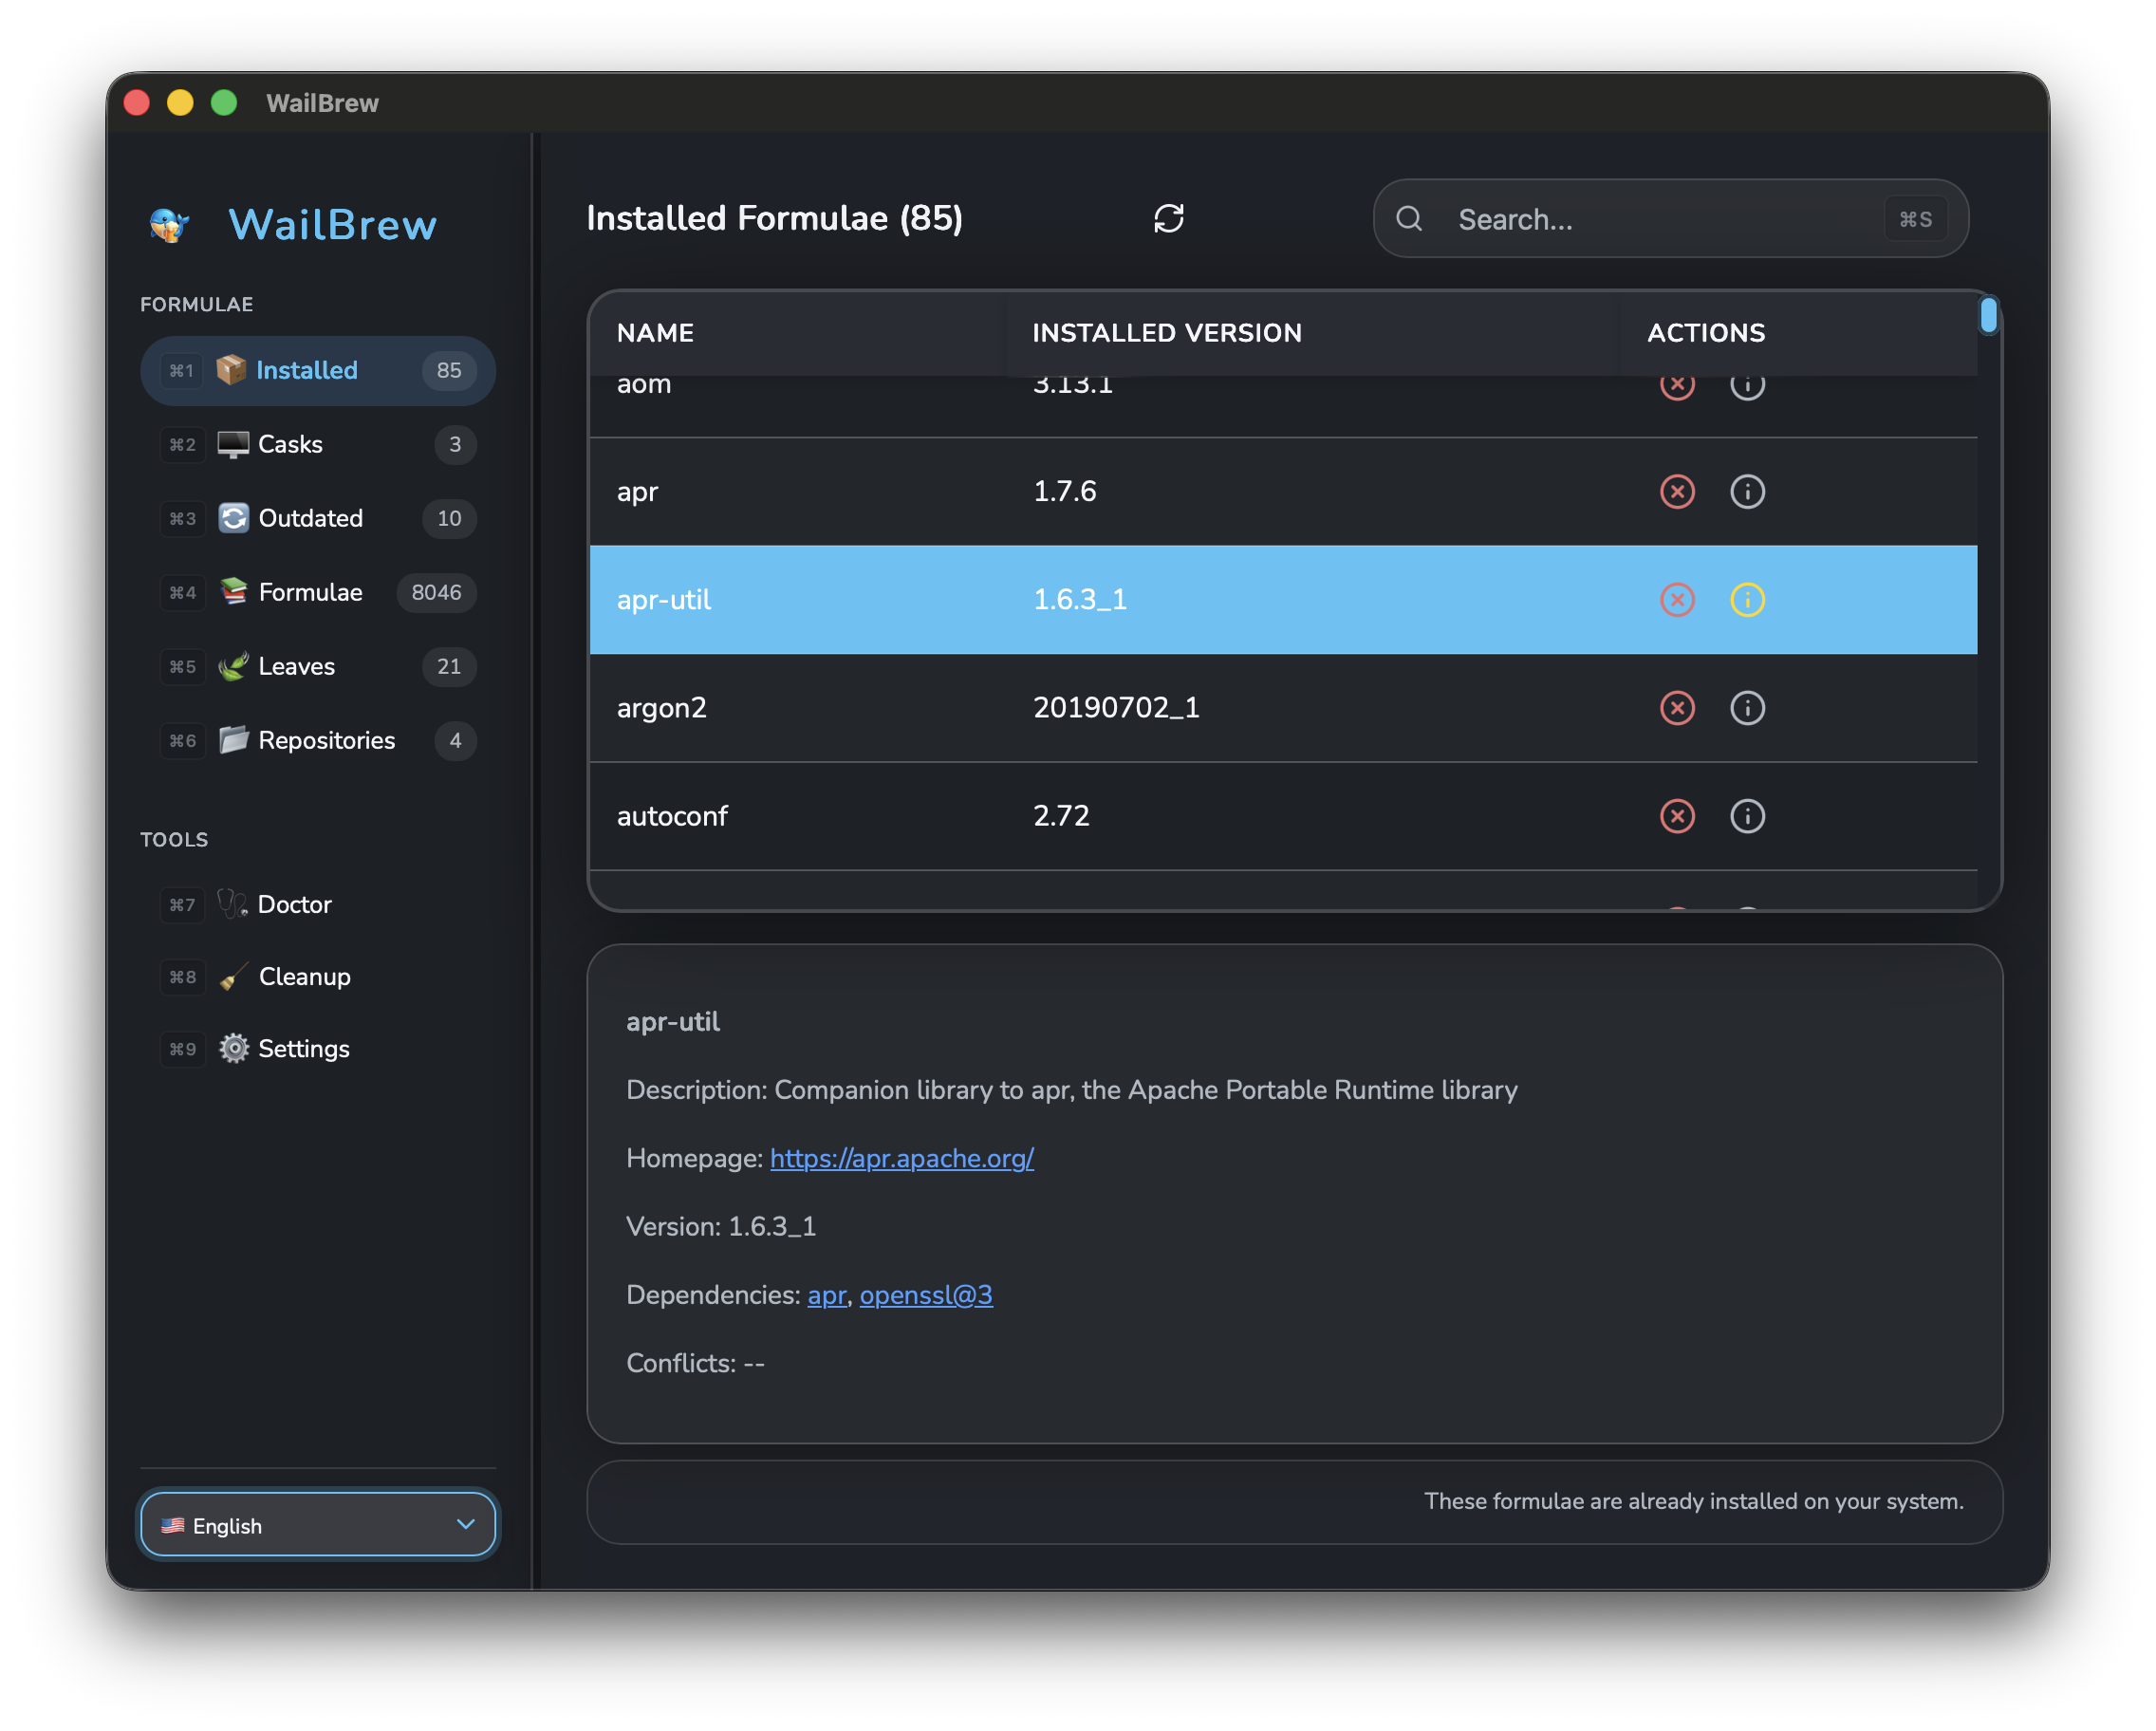 WailBrew
WailBrew
FORMULAE
⌘1 Installed 85
⌘2 Casks 3
⌘3 Outdated 10
⌘4 Formulae 8046
⌘5 Leaves 21
⌘6 Repositories 4
TOOLS
⌘7 Doctor
⌘8 Cleanup
⌘9 Settings
English
Installed Formulae (85)
Search... ⌘S
NAME INSTALLED VERSION ACTIONS
aom 3.13.1
apr 1.7.6
apr-util 1.6.3_1
argon2 20190702_1
autoconf 2.72
apr-util
Description: Companion library to apr, the Apache Portable Runtime library
Homepage: https://apr.apache.org/
Version: 1.6.3_1
Dependencies: apr, openssl@3
Conflicts: --
These formulae are already installed on your system.